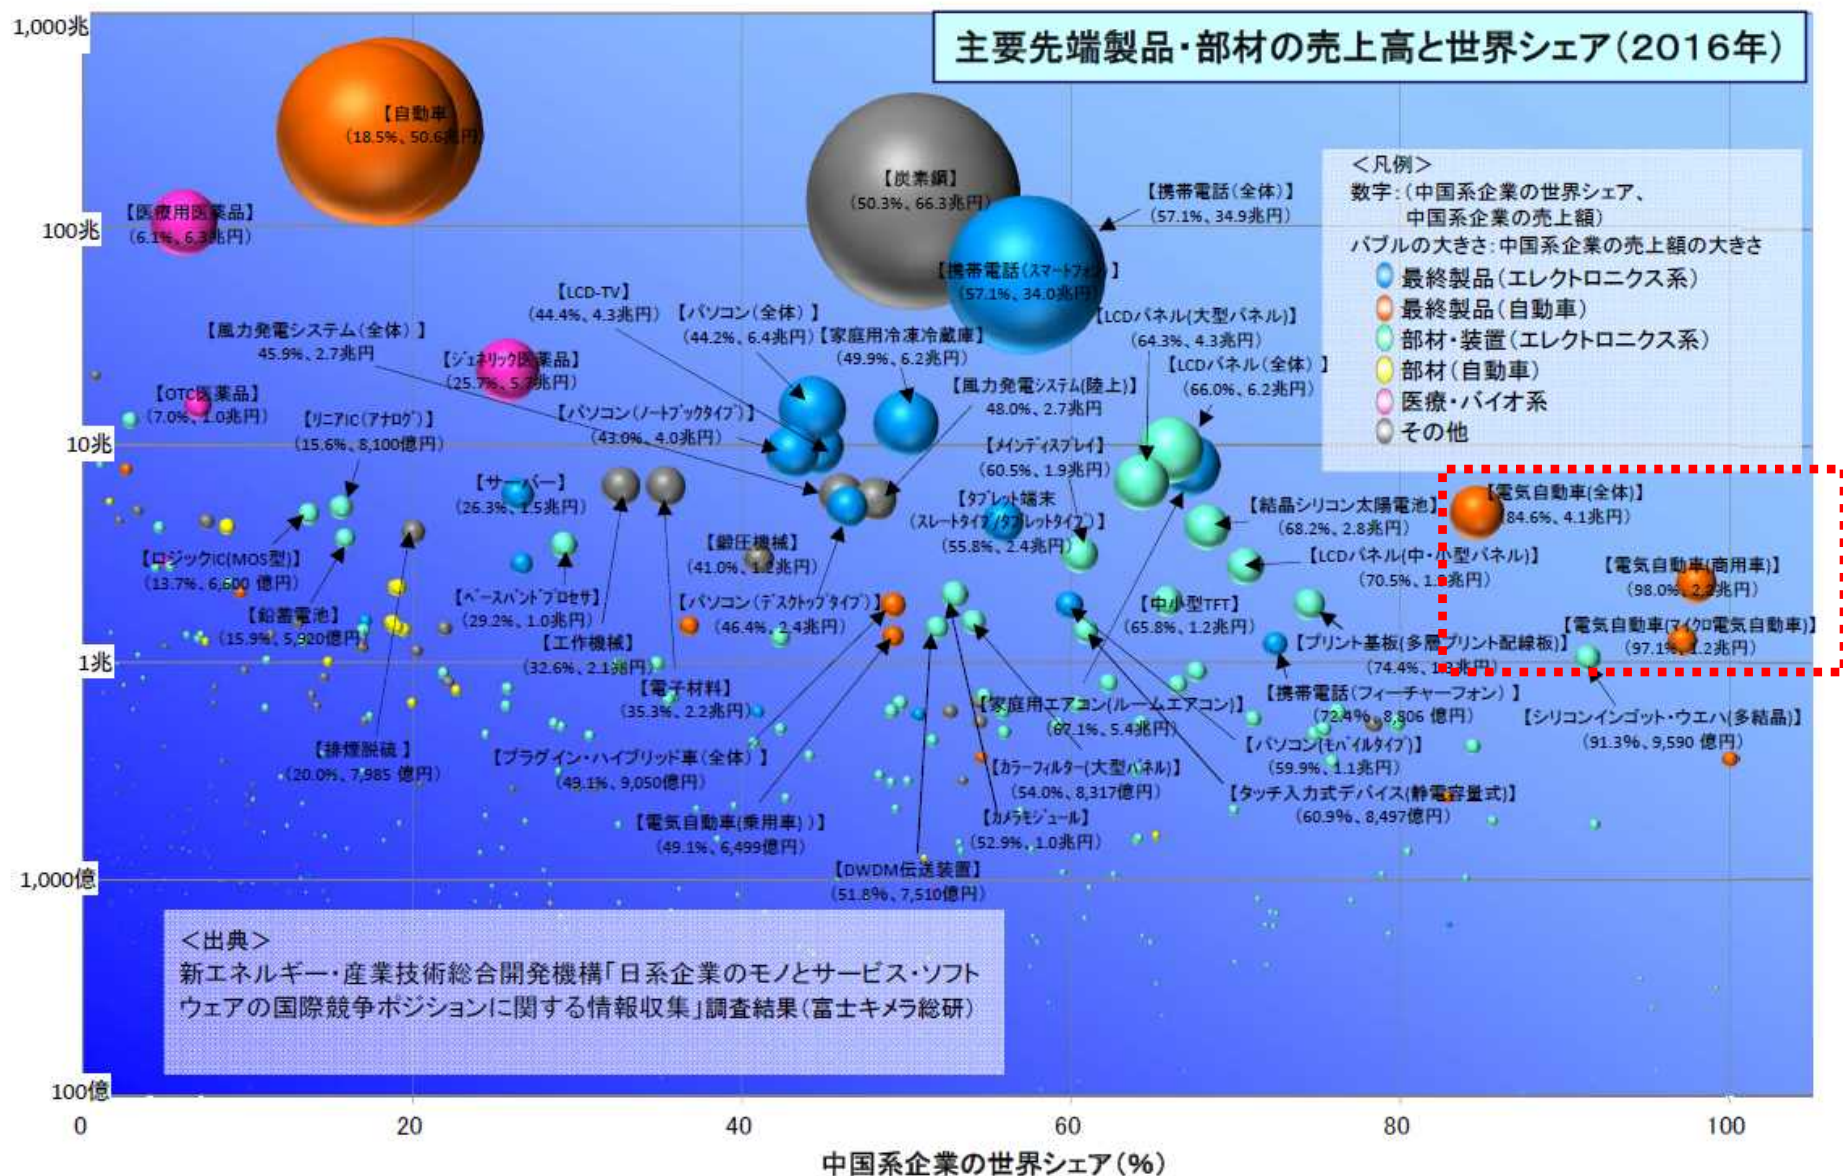 主要先端製品・部材の売上高と世界シェア(2016年)
1,000兆
100兆
10兆
1兆
1,000億
100億
0
20
40
60
80
100
中国系企業の世界シェア(%)
<凡例>
数字:(中国系企業の世界シェア、
中国系企業の売上額)
バブルの大きさ:中国系企業の売上額の大きさ
最終製品(エレクトロニクス系)
最終製品(自動車)
部材・装置(エレクトロニクス系)
部材(自動車)
医療・バイオ系
その他
【自動車
(18.5%、50.6兆円)
【炭素鋼】
(50.3%、66.3兆円)
【携帯電話(全体)】
(57.1%、34.9兆円)
【医療用医薬品】
(6.1%、6.3兆円)
【携帯電話(スマートフォン)】
(57.1%、34.0兆円)
【LCD-TV】
(44.4%、4.3兆円)
【パソコン(全体)】
(44.2%、6.4兆円)
【家庭用冷凍冷蔵庫】
(49.9%、6.2兆円)
【LCDパネル(大型パネル)】
(64.3%、4.3兆円)
【風力発電システム(全体)】
45.9%、2.7兆円
【ジェネリック医薬品】
(25.7%、5.7兆円)
【LCDパネル(全体)】
(66.0%、6.2兆円)
【風力発電システム(陸上)】
48.0%、2.7兆円
【OTC医薬品】
(7.0%、1.0兆円)
【リニアIC(アナログ)】
(15.6%、8,100億円)
【パソコン(ノートブックタイプ)】
(43.0%、4.0兆円)
【メインディスプレイ】
(60.5%、1.9兆円)
【サーバー】
(26.3%、1.5兆円)
【タブレット端末
(スレートタイプ/タブレットタイプ)】
(55.8%、2.4兆円)
【結晶シリコン太陽電池】
(68.2%、2.8兆円)
【電気自動車(全体)】
(84.6%、4.1兆円)
【ロジックIC(MOS型)】
(13.7%、6,600 億円)
【鍛圧機械】
(41.0%、1.2兆円)
【LCDパネル(中・小型パネル)】
(70.5%、1.9兆円)
【電気自動車(商用車)】
(98.0%、2.2兆円)
【鉛蓄電池】
(15.9%、5,920億円)
【ベースバンドプロセサ】
(29.2%、1.0兆円)
【パソコン(デスクトップタイプ)】
(46.4%、2.4兆円)
【中小型TFT】
(65.8%、1.2兆円)
【電気自動車(マイクロ電気自動車)】
(97.1%、1.2兆円)
【工作機械】
(32.6%、2.198兆円)
【プリント基板(多層プリント配線板)】
(74.4%、1.3兆円)
【電子材料】
(35.3%、2.2兆円)
【家庭用エアコン(ルームエアコン)】
(67.1%、5.4兆円)
【携帯電話(フィーチャーフォン)】
(72.4%、8,806 億円)
【シリコンインゴット・ウエハ(多結晶)】
(91.3%、9,590 億円)
【排煙脱硫 】
(20.0%、7,985 億円)
【プラグイン・ハイブリッド車(全体)】
(49.1%、9,050億円)
【パソコン(モバイルタイプ)】
(59.9%、1.1兆円)
【カラーフィルター(大型パネル)】
(54.0%、8,317億円)
【タッチ入力式デバイス(静電容量式)】
(60.9%、8,497億円)
【電気自動車(乗用車))】
(49.1%、6,499億円)
【カメラモジュール】
(52.9%、1.0兆円)
【DWDM伝送装置】
(51.8%、7,510億円)
<出典>
新エネルギー・産業技術総合開発機構「日系企業のモノとサービス・ソフト
ウェアの国際競争ポジションに関する情報収集」調査結果(富士キメラ総研)